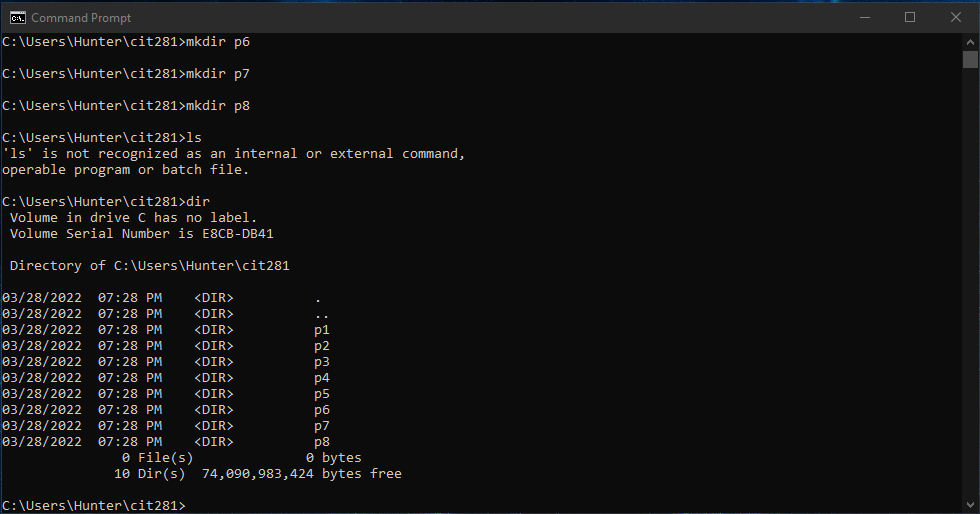 Command Prompt
C:\Users\Hunter\cit281>mkdir p6
C:\Users\Hunter\cit281>mkdir p7
C:\Users\Hunter\cit281>mkdir p8
C:\Users\Hunter\cit281>ls
'ls' is not recognized as an internal or external command,
operable program or batch file.
C:\Users\Hunter\cit281>dir
 Volume in drive C has no label.
 Volume Serial Number is E8CB-DB41
 Directory of C:\Users\Hunter\cit281
03/28/2022  07:28 PM    <DIR>          .
03/28/2022  07:28 PM    <DIR>          ..
03/28/2022  07:28 PM    <DIR>          p1
03/28/2022  07:28 PM    <DIR>          p2
03/28/2022  07:28 PM    <DIR>          p3
03/28/2022  07:28 PM    <DIR>          p4
03/28/2022  07:28 PM    <DIR>          p5
03/28/2022  07:28 PM    <DIR>          p6
03/28/2022  07:28 PM    <DIR>          p7
03/28/2022  07:28 PM    <DIR>          p8
               0 File(s)              0 bytes
              10 Dir(s)  74,090,983,424 bytes free
C:\Users\Hunter\cit281>